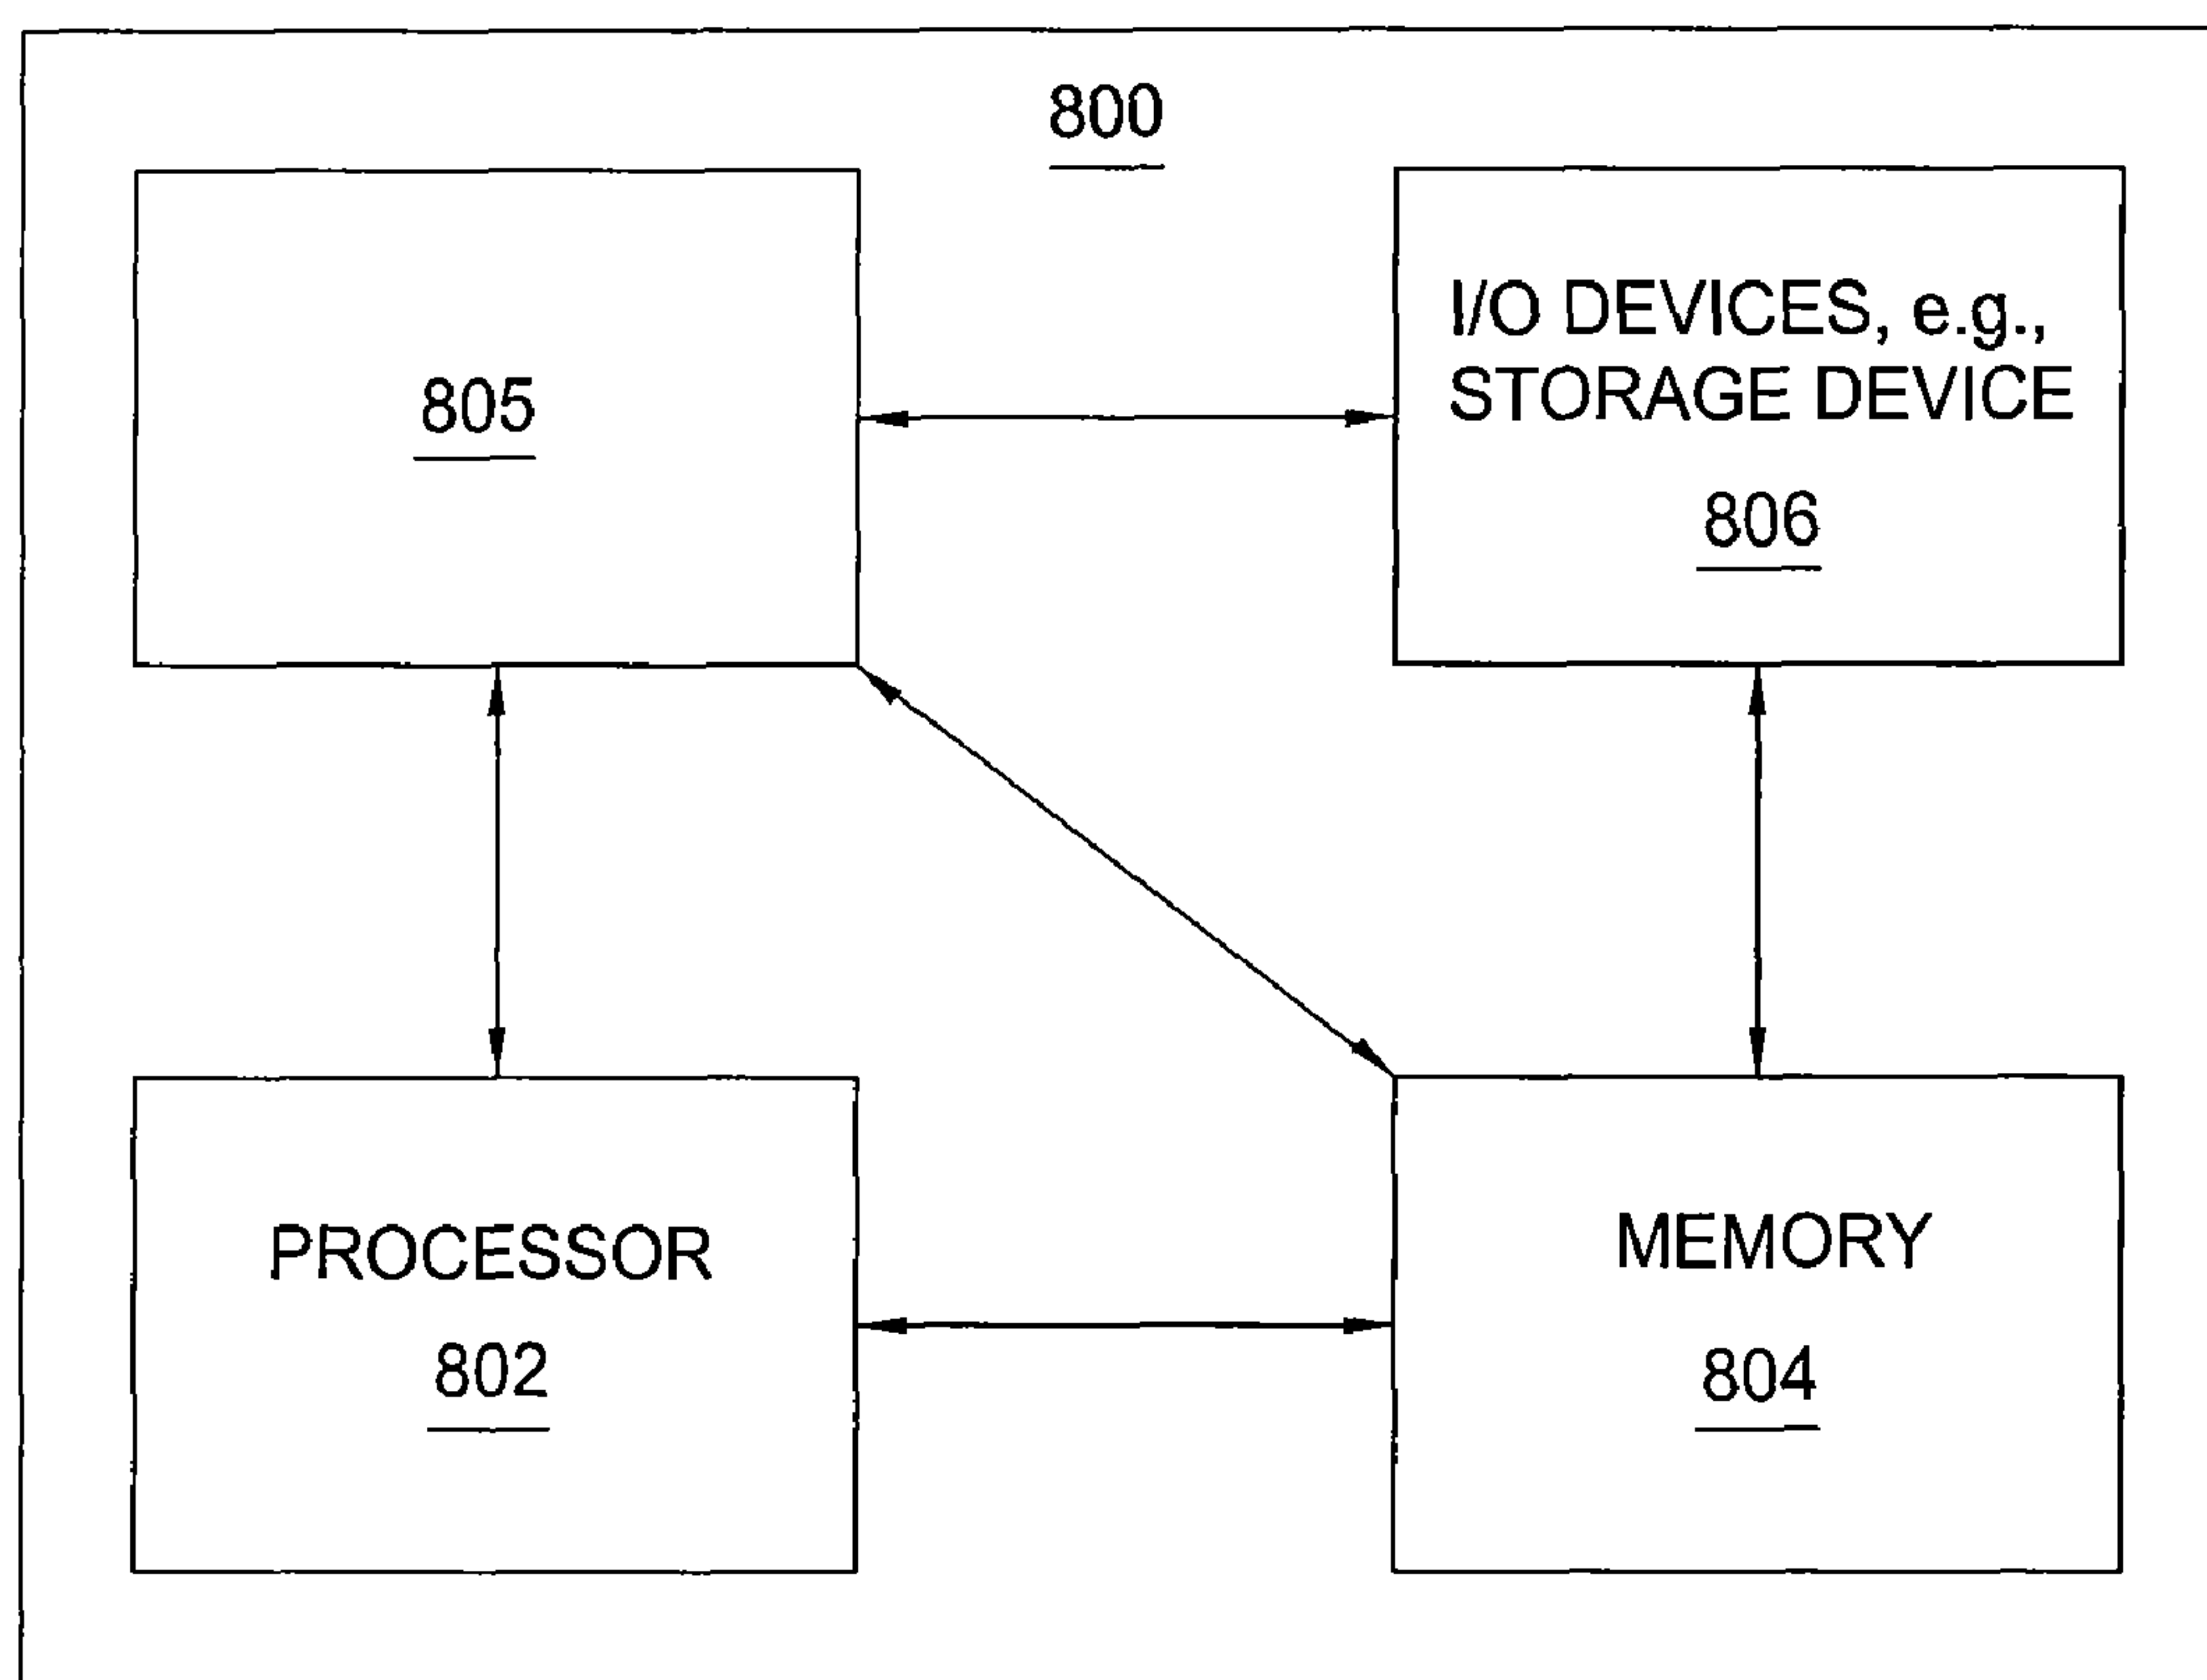 800
805
I/O DEVICES, e.g.,
STORAGE DEVICE
806
PROCESSOR
802
MEMORY
804